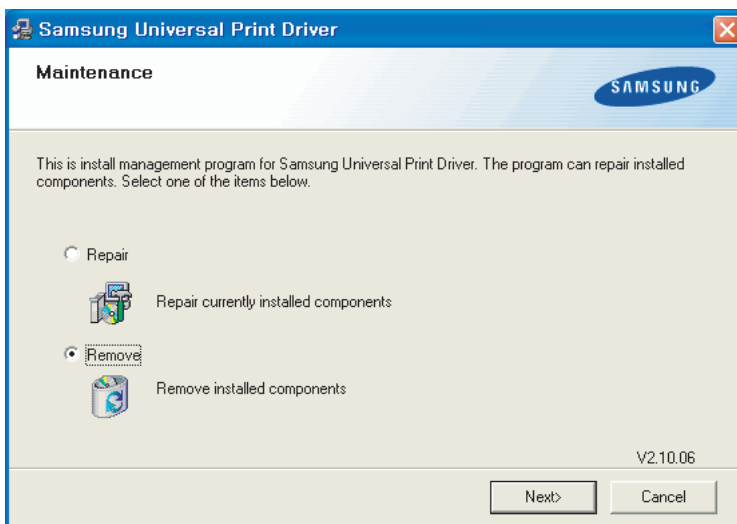 Samsung Universal Print Driver
Maintenance
SAMSUNG
This is install management program for Samsung Universal Print Driver. The program can repair installed
components. Select one of the items below.
Repair
Repair currently installed components
Remove
Remove installed components
V2.10.06
Next>
Cancel